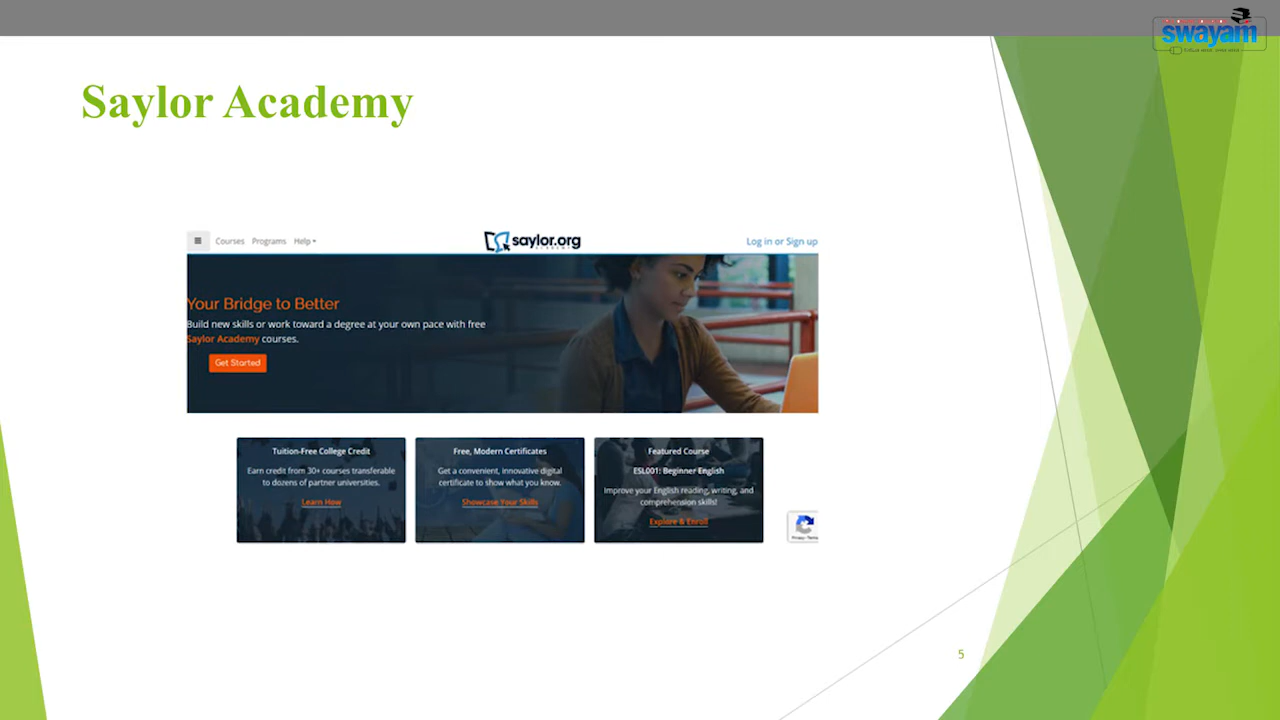 swayam
Saylor Academy
Courses Programs Help
saylor.org
Log in or Sign up
Your Bridge to Better
Build new skills or work toward a degree at your own pace with free
Saylor Academy courses.
Get Started
Tuition-Free College Credit
Earn credit from 30+ courses transferable
to dozens of partner universities.
Learn How
Free, Modern Certificates
Get a convenient, innovative digital
certificate to show what you know.
Showcase Your Skills
Featured Course
ESL001: Beginner English
Improve your English reading, writing, and
comprehension skills!
Explore & Enroll
5